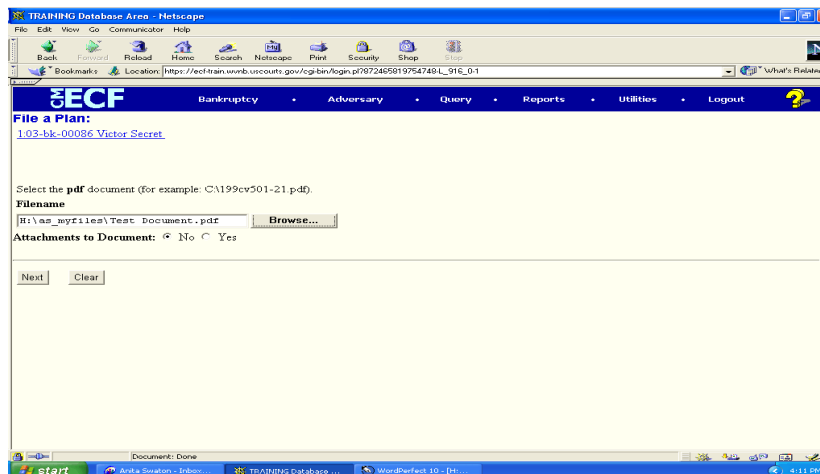 TRAINING Database Area - Netscape
File Edit View Go Communicator Help
Back Forward Reload Home Search Netscape Print Security Shop Stop
Bookmarks Location: https://ecf-train.wvnb.uscourts.gov/cgi-bin/login.pl?872465819754748-L_916_0-1 What's Relate
CM ECF Bankruptcy • Adversary • Query • Reports • Utilities • Logout ?
File a Plan:
1:03-bk-00086 Victor Secret
Select the pdf document (for example: C:\199cv501-21.pdf).
Filename
H:\as_myfiles\Test Document.pdf Browse...
Attachments to Document: No Yes
Next Clear
Document: Done
start Anita Swaton - Inbox... TRAINING Database ... WordPerfect 10 - [H:... 4:11 PM